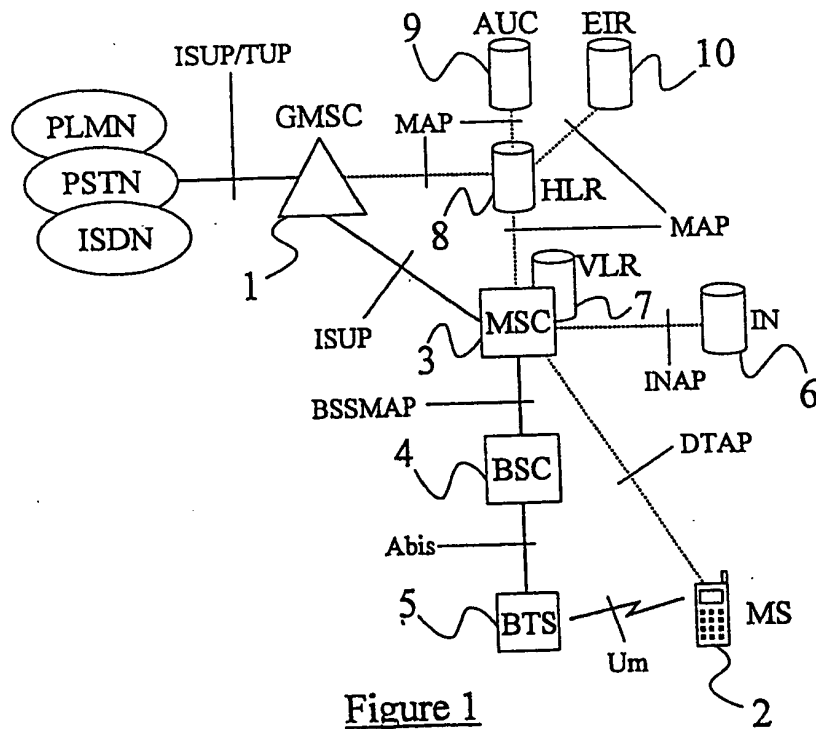 9
AUC
EIR
10
ISUP/TUP
GMSC
MAP
PLMN
PSTN
ISDN
HLR
8
1
MAP
VLR
7
MSC
3
ISUP
IN
6
INAP
BSSMAP
DTAP
4
BSC
Abis
5
BTS
Um
MS
2
Figure 1